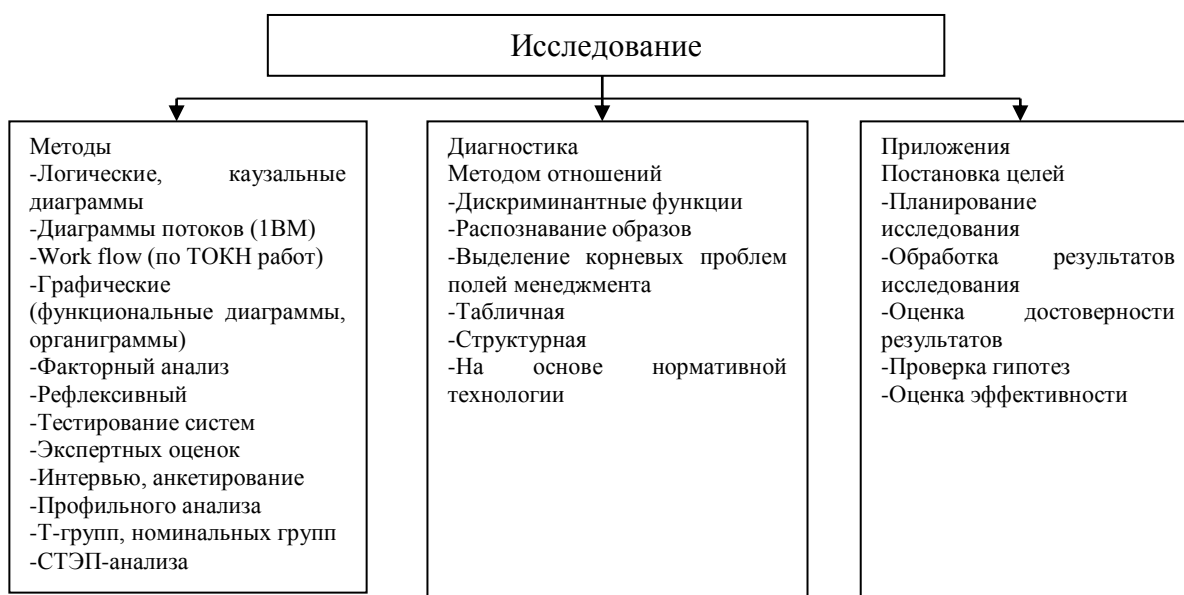 Исследование
Методы
-Логические, каузальные
диаграммы
-Диаграммы потоков (1ВМ)
-Work flow (по ТОКН работ)
-Графические
(функциональные диаграммы,
органиграммы)
-Факторный анализ
-Рефлексивный
-Тестирование систем
-Экспертных оценок
-Интервью, анкетирование
-Профильного анализа
-Т-групп, номинальных групп
-СТЭП-анализа
Диагностика
Методом отношений
-Дискриминантные функции
-Распознавание образов
-Выделение корневых проблем
полей менеджмента
-Табличная
-Структурная
-На основе нормативной
технологии
Приложения
Постановка целей
-Планирование
исследования
-Обработка результатов
исследования
-Оценка достоверности
результатов
-Проверка гипотез
-Оценка эффективности